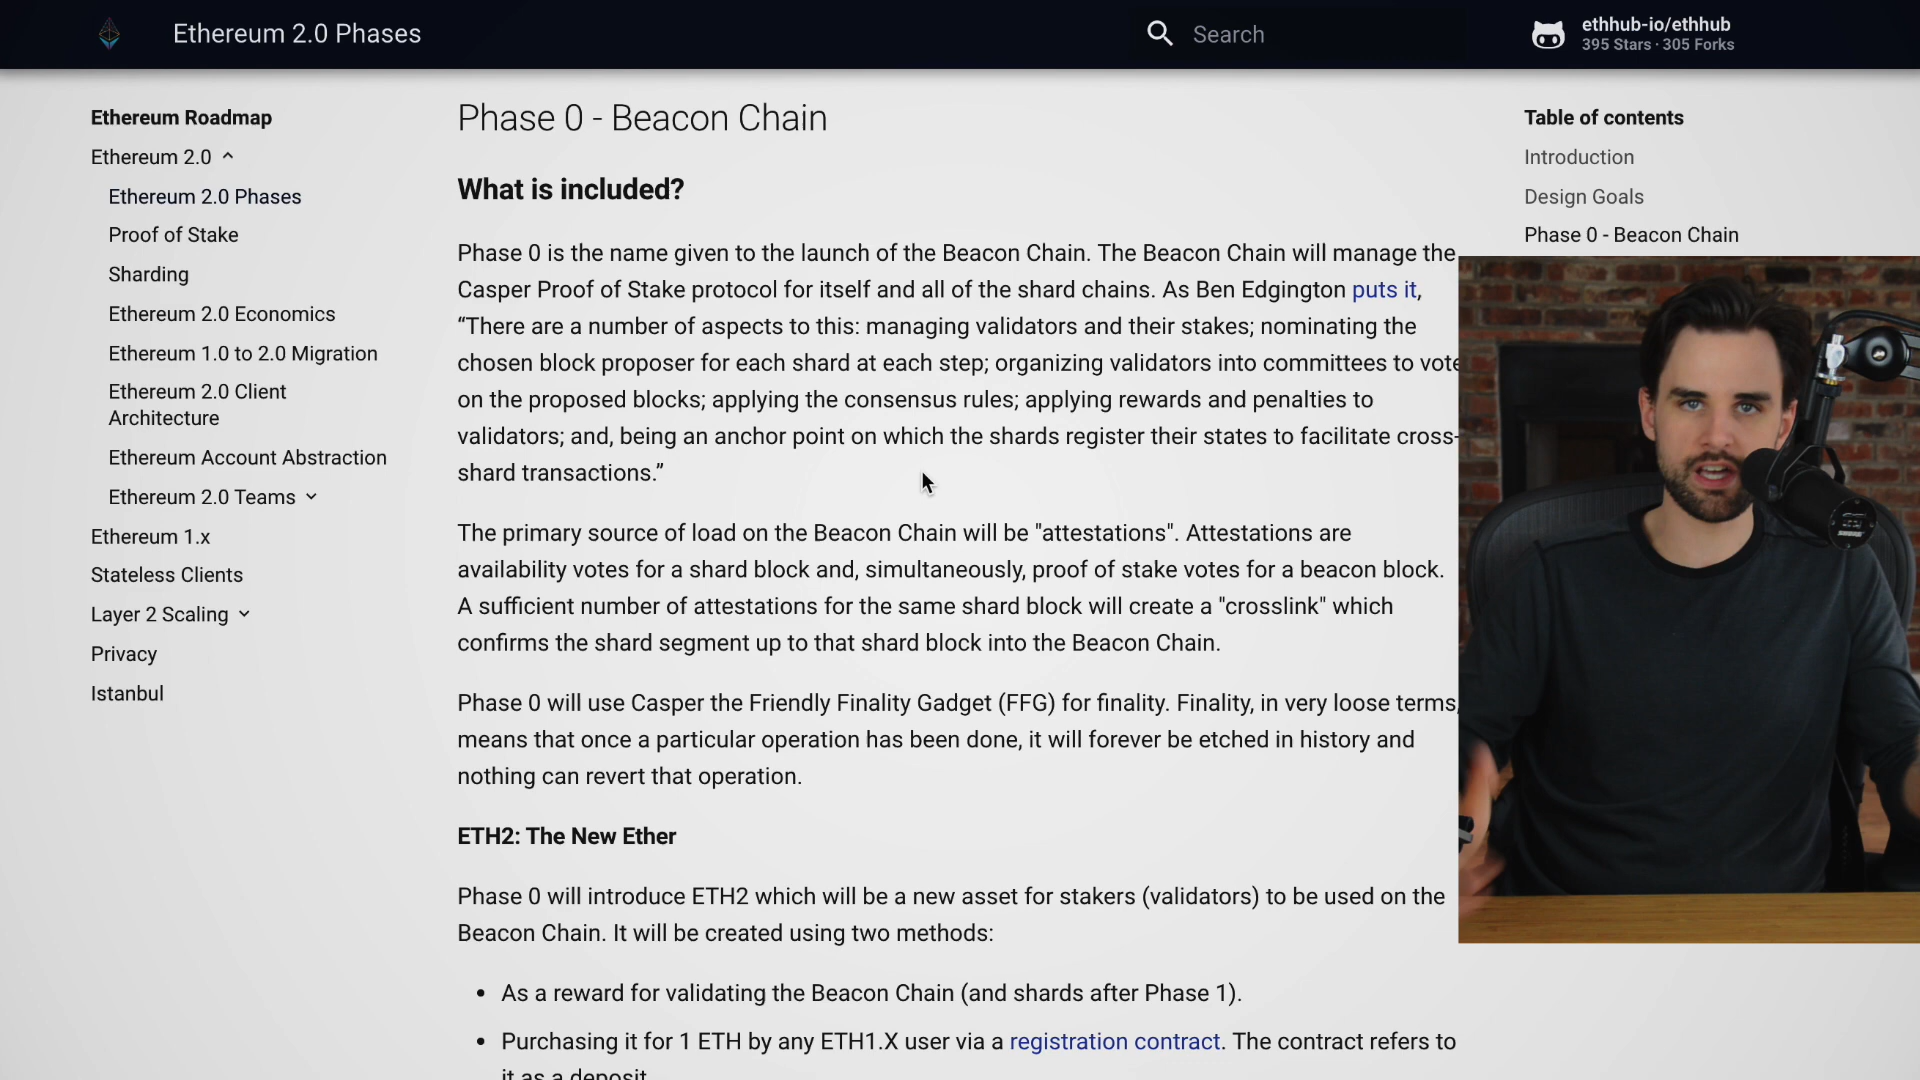 Ethereum 2.0 Phases
Search
ethhub-io/ethhub
395 Stars · 305 Forks
Ethereum Roadmap
Ethereum 2.0
Ethereum 2.0 Phases
Proof of Stake
Sharding
Ethereum 2.0 Economics
Ethereum 1.0 to 2.0 Migration
Ethereum 2.0 Client
Architecture
Ethereum Account Abstraction
Ethereum 2.0 Teams
Ethereum 1.x
Stateless Clients
Layer 2 Scaling
Privacy
Istanbul
Phase 0 - Beacon Chain
What is included?
Phase 0 is the name given to the launch of the Beacon Chain. The Beacon Chain will manage the
Casper Proof of Stake protocol for itself and all of the shard chains. As Ben Edgington puts it,
“There are a number of aspects to this: managing validators and their stakes; nominating the
chosen block proposer for each shard at each step; organizing validators into committees to vote
on the proposed blocks; applying the consensus rules; applying rewards and penalties to
validators; and, being an anchor point on which the shards register their states to facilitate cross-
shard transactions.”
The primary source of load on the Beacon Chain will be "attestations". Attestations are
availability votes for a shard block and, simultaneously, proof of stake votes for a beacon block.
A sufficient number of attestations for the same shard block will create a "crosslink" which
confirms the shard segment up to that shard block into the Beacon Chain.
Phase 0 will use Casper the Friendly Finality Gadget (FFG) for finality. Finality, in very loose terms,
means that once a particular operation has been done, it will forever be etched in history and
nothing can revert that operation.
ETH2: The New Ether
Phase 0 will introduce ETH2 which will be a new asset for stakers (validators) to be used on the
Beacon Chain. It will be created using two methods:
• As a reward for validating the Beacon Chain (and shards after Phase 1).
• Purchasing it for 1 ETH by any ETH1.X user via a registration contract. The contract refers to
it as a deposit
Table of contents
Introduction
Design Goals
Phase 0 - Beacon Chain